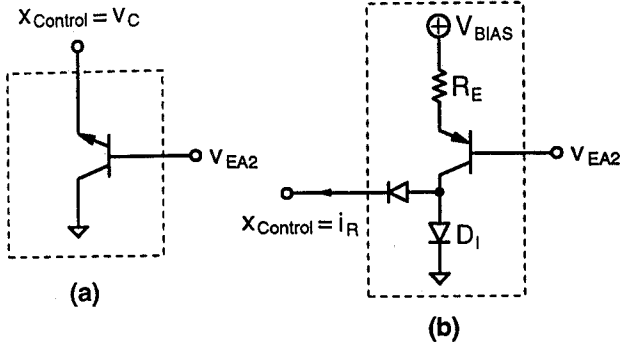 x_Control = v_C
v_EA2
(a)
V_BIAS
R_E
v_EA2
x_Control = i_R
D_I
(b)